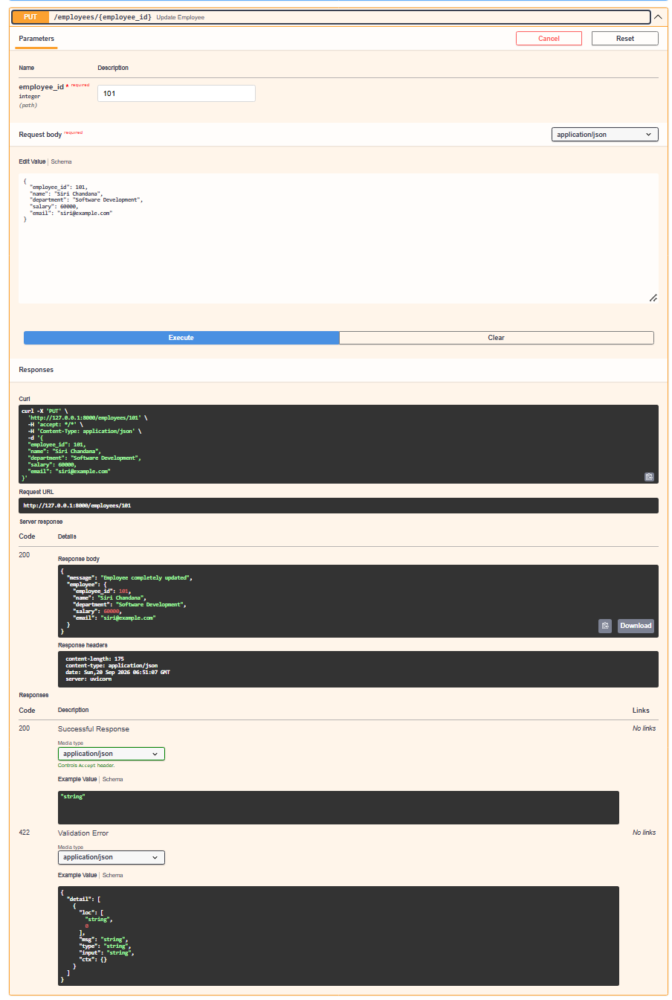 PUT /employees/{employee_id} Update Employee
Parameters
Cancel
Reset
Name Description
employee_id * required
integer
(path)
101
Request body required
application/json
Edit Value | Schema
{
  "employee_id": 101,
  "name": "Siri Chandana",
  "department": "Software Development",
  "salary": 60000,
  "email": "siri@example.com"
}
Execute
Clear
Responses
Curl
curl -X 'PUT' \
  'http://127.0.0.1:8000/employees/101' \
  -H 'accept: */*' \
  -H 'Content-Type: application/json' \
  -d '{
  "employee_id": 101,
  "name": "Siri Chandana",
  "department": "Software Development",
  "salary": 60000,
  "email": "siri@example.com"
}'
Request URL
http://127.0.0.1:8000/employees/101
Server response
Code Details
200
Response body
{
  "message": "Employee completely updated",
  "employee": {
    "employee_id": 101,
    "name": "Siri Chandana",
    "department": "Software Development",
    "salary": 60000,
    "email": "siri@example.com"
  }
}
Download
Response headers
content-length: 175
content-type: application/json
date: Sun,20 Sep 2026 06:51:07 GMT
server: uvicorn
Responses
Code Description Links
200 Successful Response No links
Media type
application/json
Controls Accept header.
Example Value | Schema
"string"
422 Validation Error No links
Media type
application/json
Example Value | Schema
{
  "detail": [
    {
      "loc": [
        "string",
        0
      ],
      "msg": "string",
      "type": "string",
      "input": "string",
      "ctx": {}
    }
  ]
}